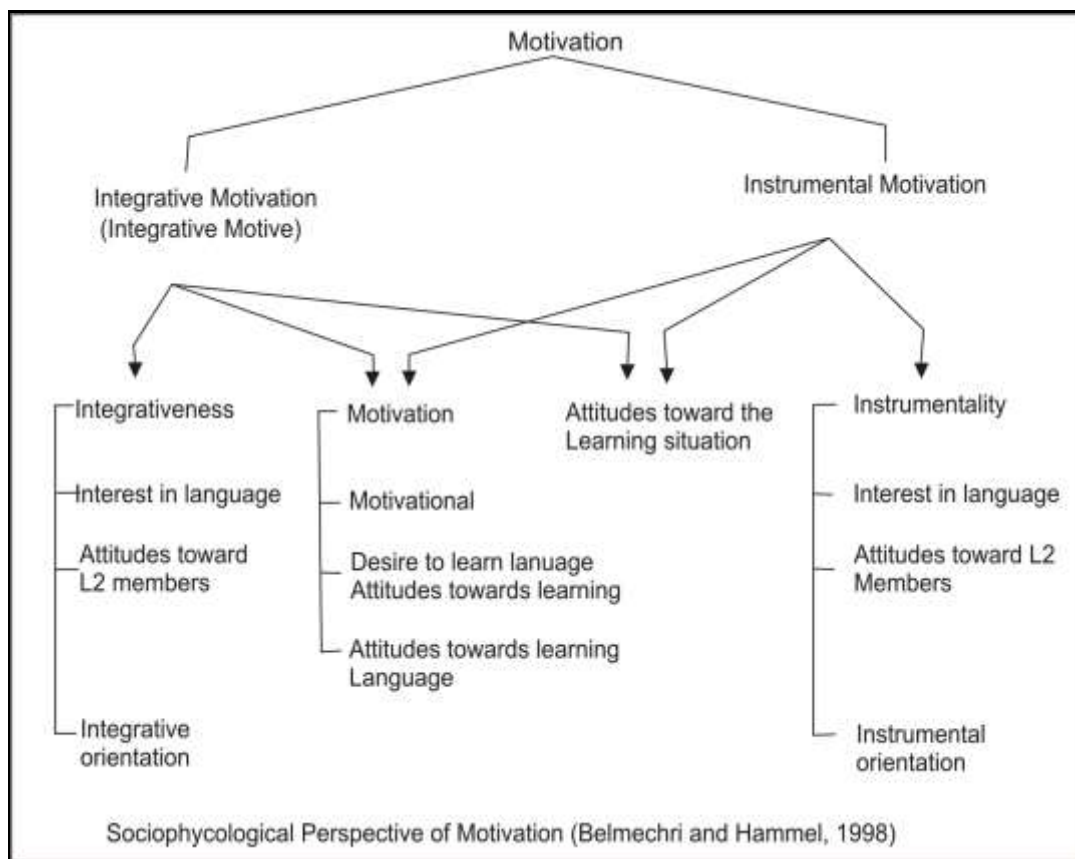 Motivation
Integrative Motivation
(Integrative Motive)
Instrumental Motivation
Integrativeness
Interest in language
Attitudes toward
L2 members
Integrative
orientation
Motivation
Motivational
Desire to learn lanuage
Attitudes towards learning
Attitudes towards learning
Language
Attitudes toward the
Learning situation
Instrumentality
Interest in language
Attitudes toward L2
Members
Instrumental
orientation
Sociophycological Perspective of Motivation (Belmechri and Hammel, 1998)